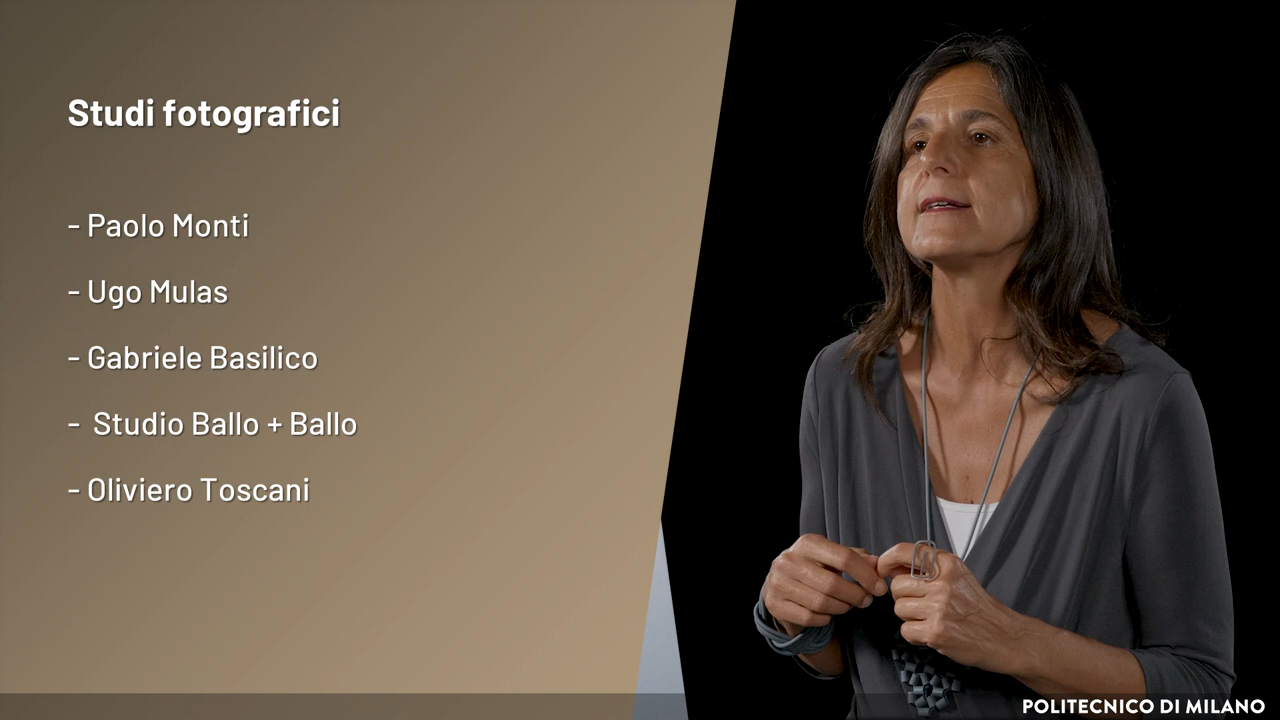 Studi fotografici
- Paolo Monti
- Ugo Mulas
- Gabriele Basilico
- Studio Ballo + Ballo
- Oliviero Toscani
POLITECNICO DI MILANO